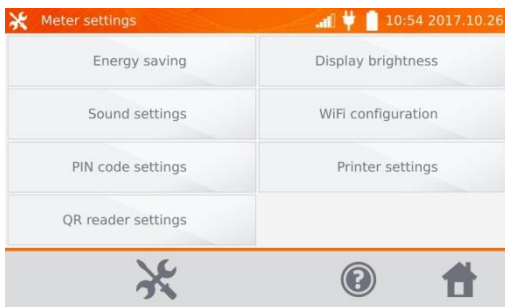 Meter settings 10:54 2017.10.26
Energy saving Display brightness
Sound settings WiFi configuration
PIN code settings Printer settings
QR reader settings
?